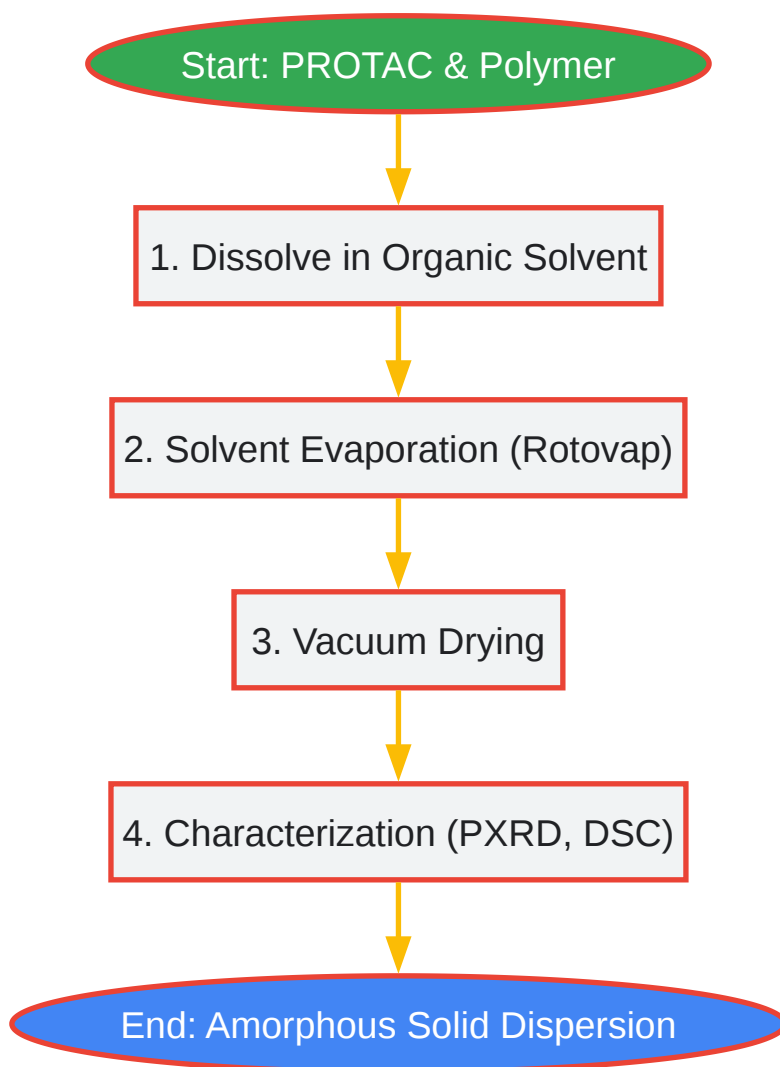 Start: PROTAC & Polymer
1. Dissolve in Organic Solvent
2. Solvent Evaporation (Rotovap)
3. Vacuum Drying
4. Characterization (PXRD, DSC)
End: Amorphous Solid Dispersion